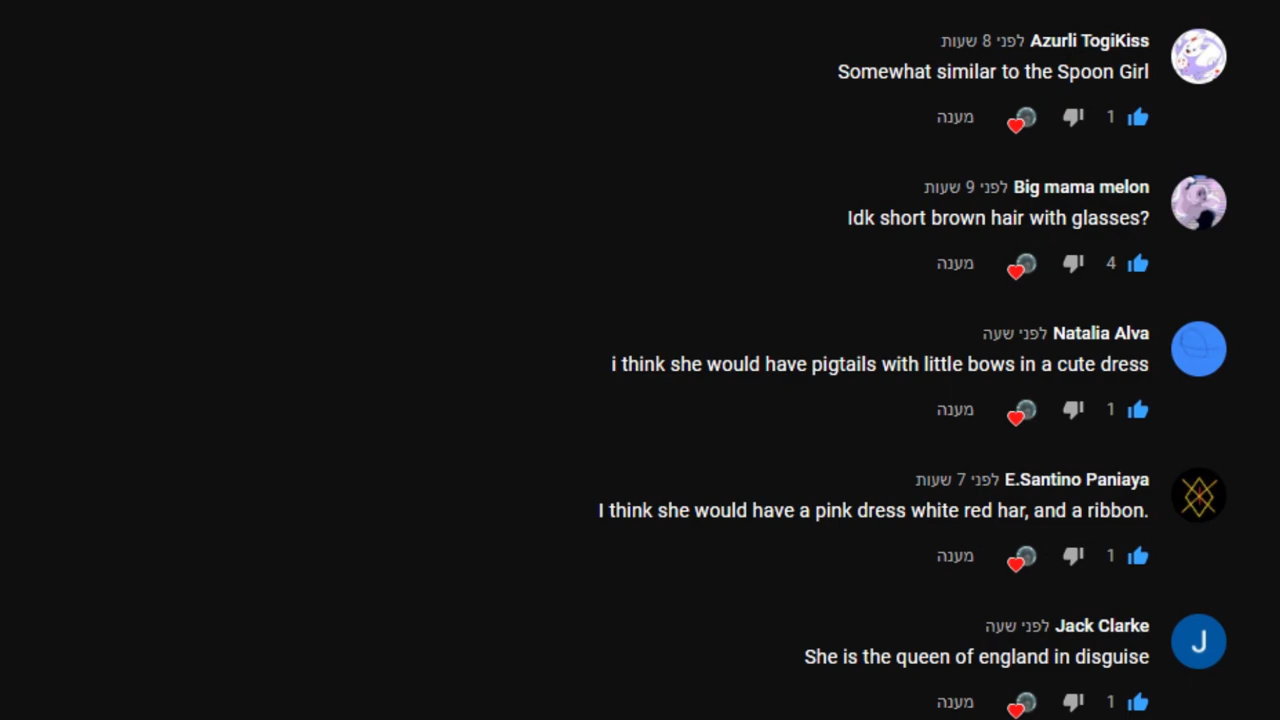 Azurli TogiKiss לפני 8 שעות
Somewhat similar to the Spoon Girl
1 מענה
Big mama melon לפני 9 שעות
Idk short brown hair with glasses?
4 מענה
Natalia Alva לפני שעה
i think she would have pigtails with little bows in a cute dress
1 מענה
E.Santino Paniaya לפני 7 שעות
I think she would have a pink dress white red har, and a ribbon.
1 מענה
Jack Clarke לפני שעה
J
She is the queen of england in disguise
1 מענה